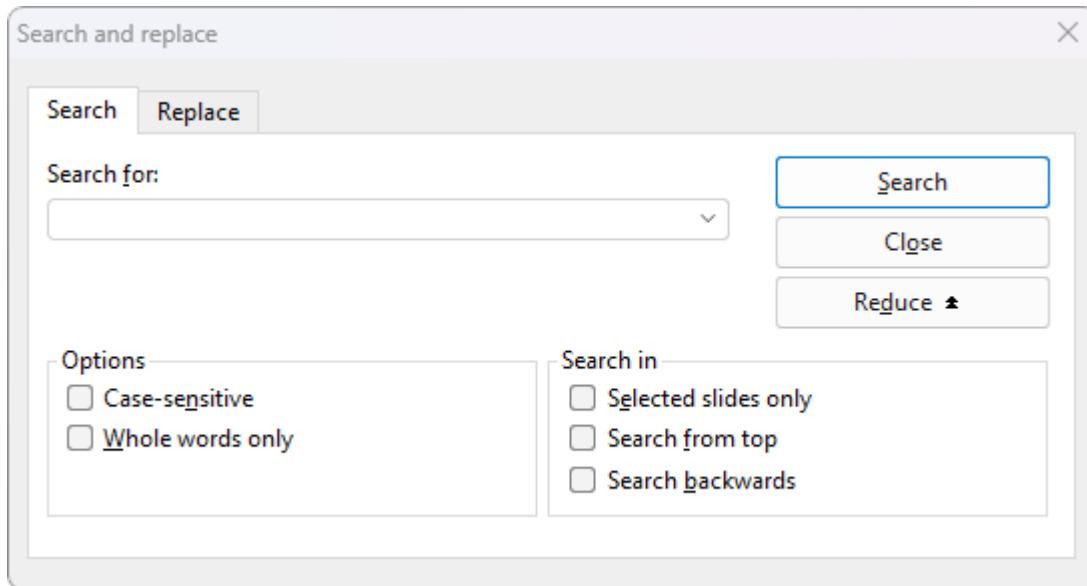 Search and replace
Search
Replace
Search for:
Search
Close
Reduce
Options
Case-sensitive
Whole words only
Search in
Selected slides only
Search from top
Search backwards